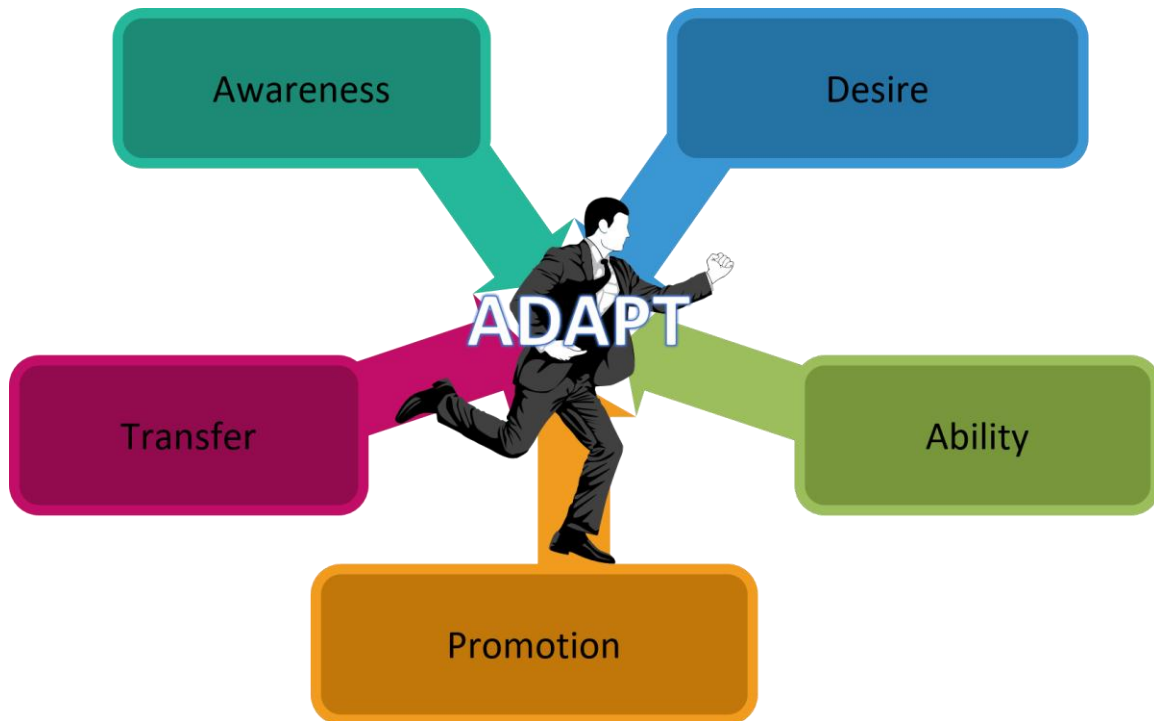 Awareness
Desire
ADAPT
Transfer
Ability
Promotion